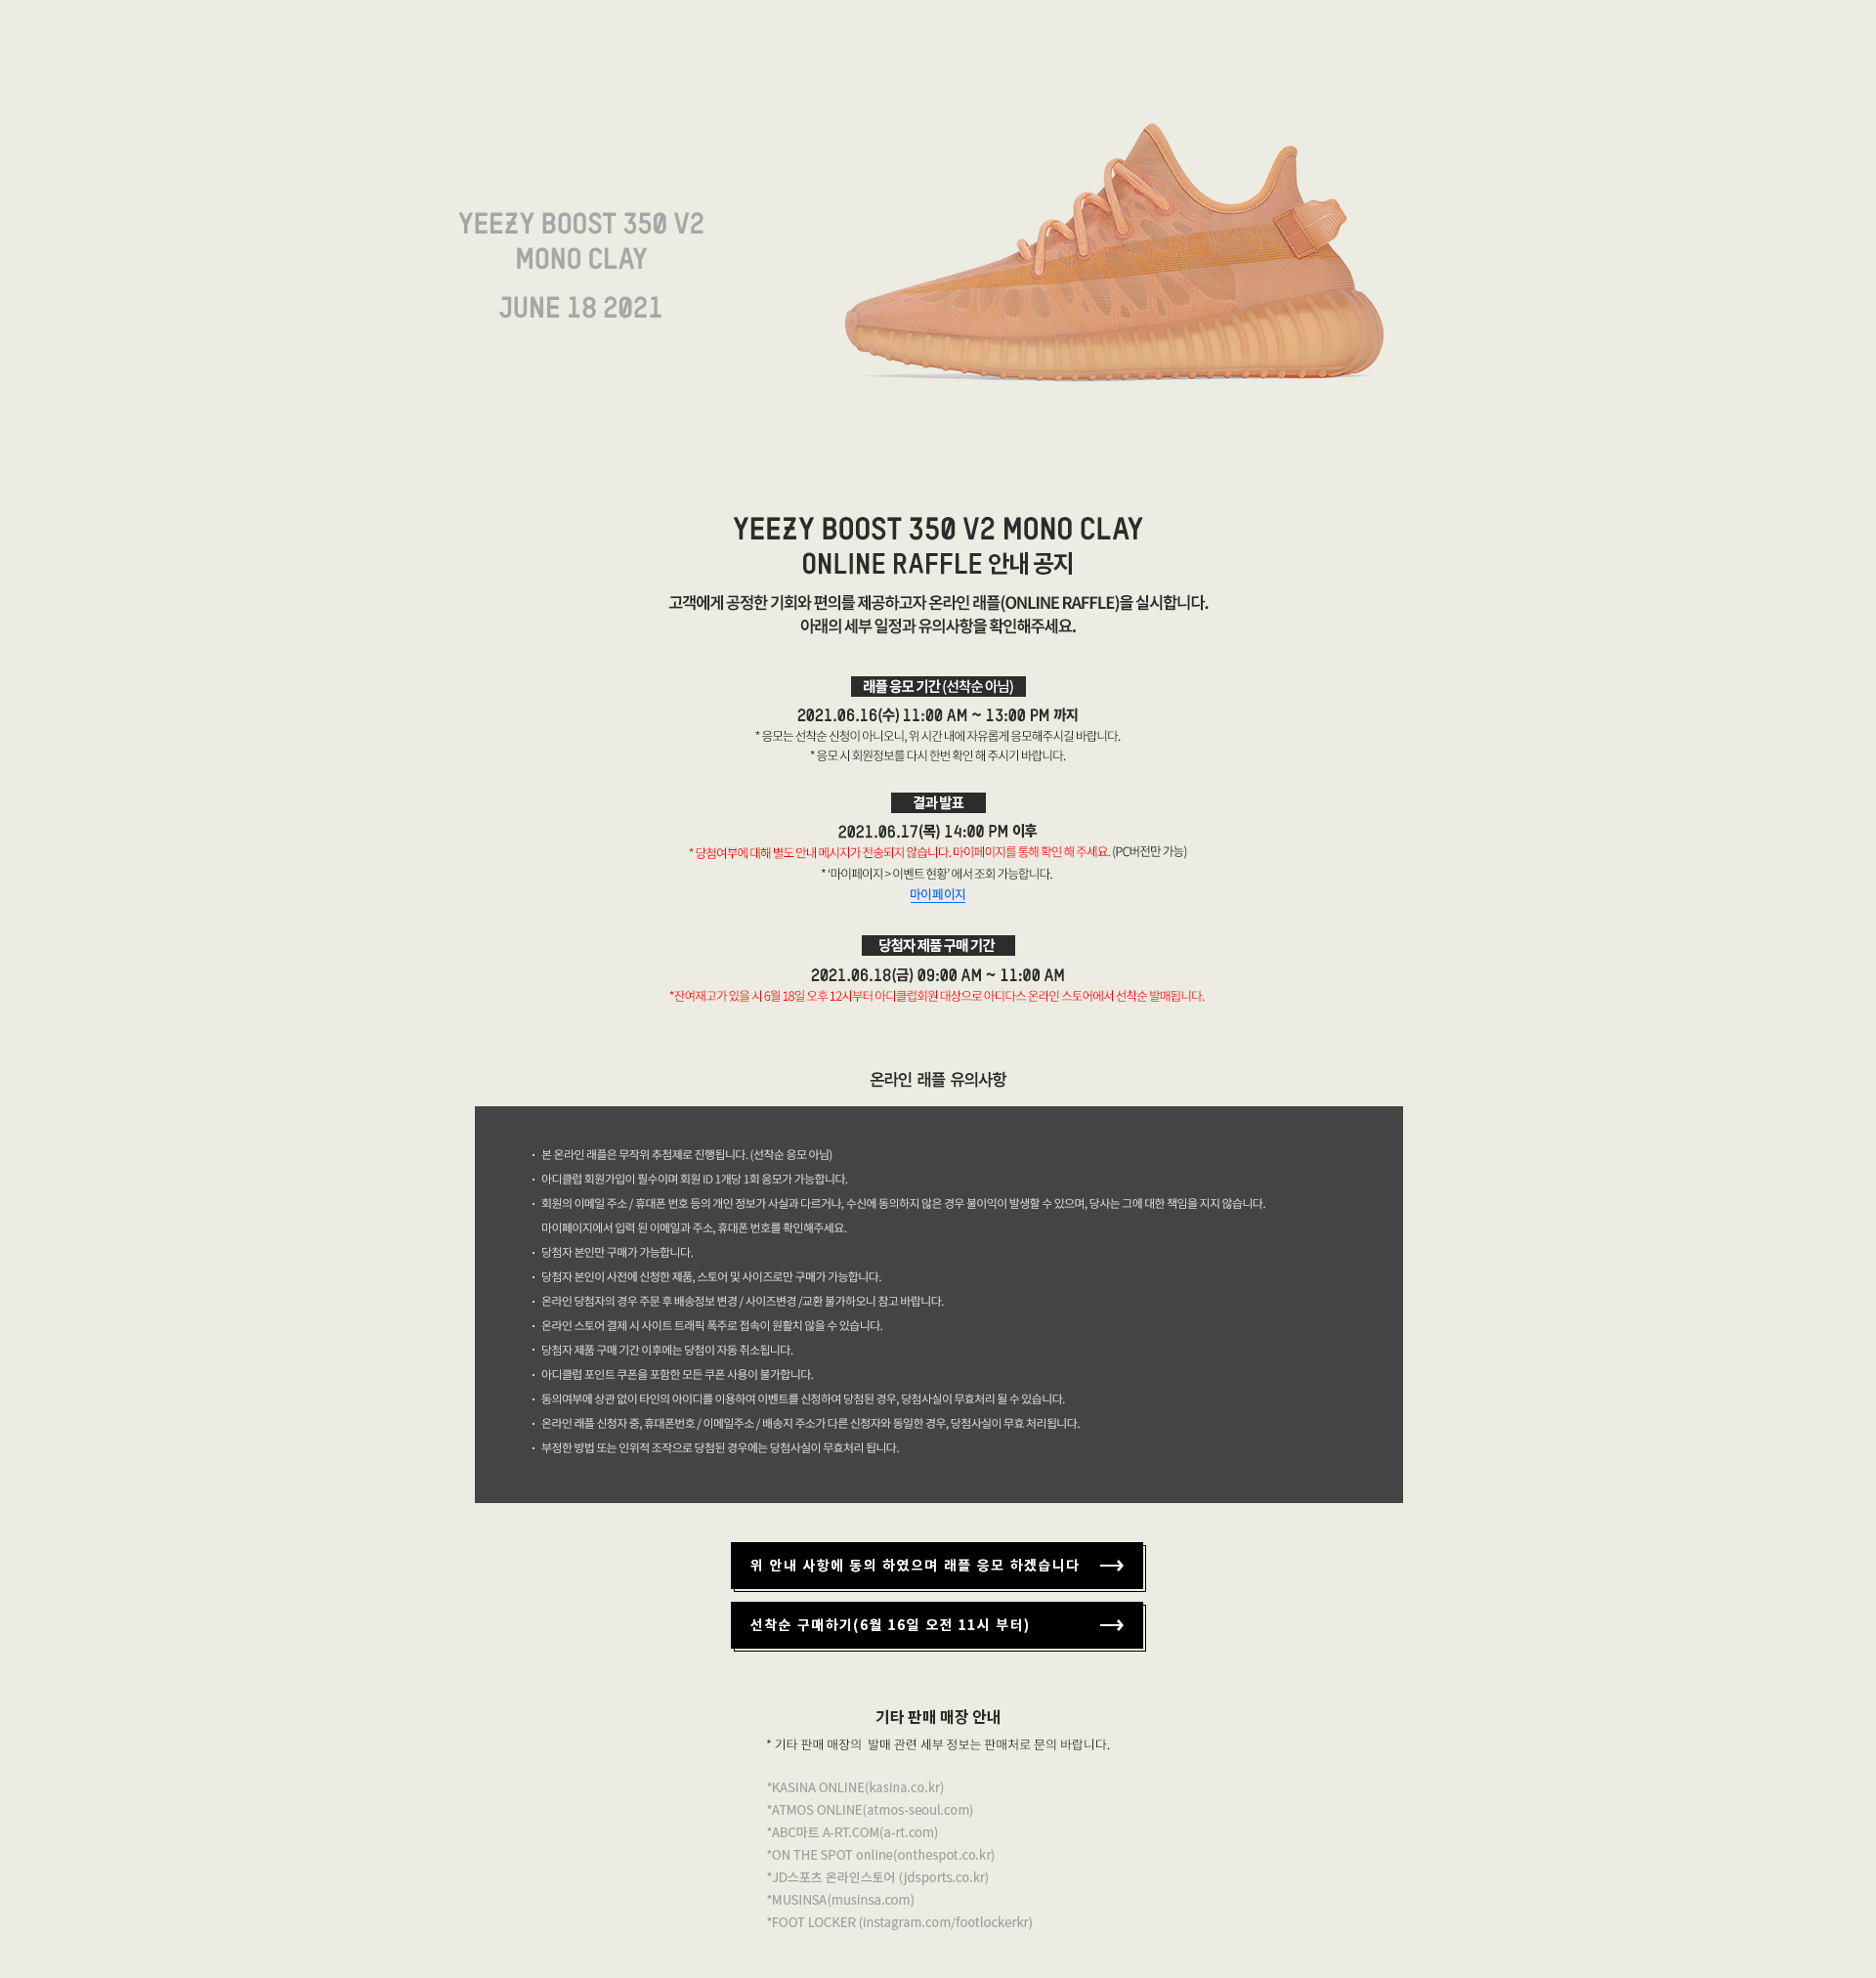 YEEZY BOOST 350 V2
MONO CLAY
JUNE 18 2021
YEEZY BOOST 350 V2 MONO CLAY
ONLINE RAFFLE 안내 공지
고객에게 공정한 기회와 편의를 제공하고자 온라인 래플(ONLINE RAFFLE)을 실시합니다.
아래의 세부 일정과 유의사항을 확인해주세요.
래플 응모 기간 (선착순 아님)
2021.06.16(수) 11:00 AM ~ 13:00 PM 까지
* 응모는 선착순 신청이 아니오니, 위 시간 내에 자유롭게 응모해주시길 바랍니다.
* 응모 시 회원정보를 다시 한번 확인 해 주시기 바랍니다.
결과 발표
2021.06.17(목) 14:00 PM 이후
* 당첨여부에 대해 별도 안내 메시지가 전송되지 않습니다. 마이페이지를 통해 확인 해 주세요. (PC버전만 가능)
* ‘마이페이지 > 이벤트 현황’ 에서 조회 가능합니다.
마이페이지
당첨자 제품 구매 기간
2021.06.18(금) 09:00 AM ~ 11:00 AM
*잔여재고가 있을 시 6월 18일 오후 12시부터 아디클럽회원 대상으로 아디다스 온라인 스토어에서 선착순 발매됩니다.
온라인 래플 유의사항
· 본 온라인 래플은 무작위 추첨제로 진행됩니다. (선착순 응모 아님)
· 아디클럽 회원가입이 필수이며 회원 ID 1개당 1회 응모가 가능합니다.
· 회원의 이메일 주소 / 휴대폰 번호 등의 개인 정보가 사실과 다르거나, 수신에 동의하지 않은 경우 불이익이 발생할 수 있으며, 당사는 그에 대한 책임을 지지 않습니다.
마이페이지에서 입력 된 이메일과 주소, 휴대폰 번호를 확인해주세요.
· 당첨자 본인만 구매가 가능합니다.
· 당첨자 본인이 사전에 신청한 제품, 스토어 및 사이즈로만 구매가 가능합니다.
· 온라인 당첨자의 경우 주문 후 배송정보 변경 / 사이즈변경 /교환 불가하오니 참고 바랍니다.
· 온라인 스토어 결제 시 사이트 트래픽 폭주로 접속이 원활치 않을 수 있습니다.
· 당첨자 제품 구매 기간 이후에는 당첨이 자동 취소됩니다.
· 아디클럽 포인트 쿠폰을 포함한 모든 쿠폰 사용이 불가합니다.
· 동의여부에 상관 없이 타인의 아이디를 이용하여 이벤트를 신청하여 당첨된 경우, 당첨사실이 무효처리 될 수 있습니다.
· 온라인 래플 신청자 중, 휴대폰번호 / 이메일주소 / 배송지 주소가 다른 신청자와 동일한 경우, 당첨사실이 무효 처리됩니다.
· 부정한 방법 또는 인위적 조작으로 당첨된 경우에는 당첨사실이 무효처리 됩니다.
위 안내 사항에 동의 하였으며 래플 응모 하겠습니다
선착순 구매하기(6월 16일 오전 11시 부터)
기타 판매 매장 안내
* 기타 판매 매장의 발매 관련 세부 정보는 판매처로 문의 바랍니다.
*KASINA ONLINE(kasina.co.kr)
*ATMOS ONLINE(atmos-seoul.com)
*ABC마트 A-RT.COM(a-rt.com)
*ON THE SPOT online(onthespot.co.kr)
*JD스포츠 온라인스토어 (jdsports.co.kr)
*MUSINSA(musinsa.com)
*FOOT LOCKER (instagram.com/footlockerkr)